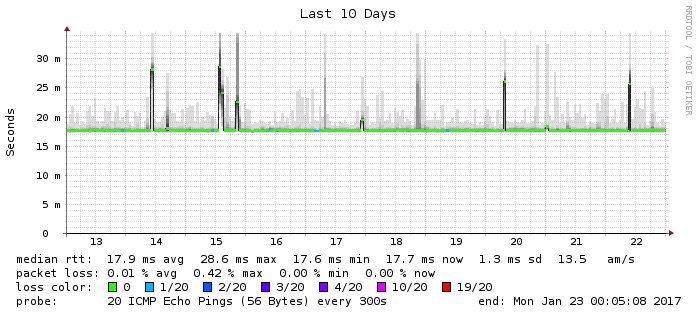 Last 10 Days
RRDTOOL / TOBI OETIKER
Seconds
30 m
25 m
20 m
15 m
10 m
5 m
0
13 14 15 16 17 18 19 20 21 22
median rtt: 17.9 ms avg 28.6 ms max 17.6 ms min 17.7 ms now 1.3 ms sd 13.5 am/s
packet loss: 0.01 % avg 0.42 % max 0.00 % min 0.00 % now
loss color: 0 1/20 2/20 3/20 4/20 10/20 19/20
probe: 20 ICMP Echo Pings (56 Bytes) every 300s end: Mon Jan 23 00:05:08 2017